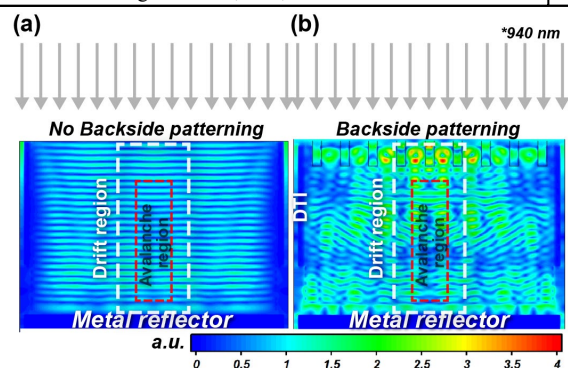 (a)
(b)
*940 nm
No Backside patterning
Backside patterning
Drift region
Avalanche
region
DTI
Drift region
Avalanche
region
Metal reflector
Metal reflector
a.u.
0 0.5 1 1.5 2 2.5 3 3.5 4